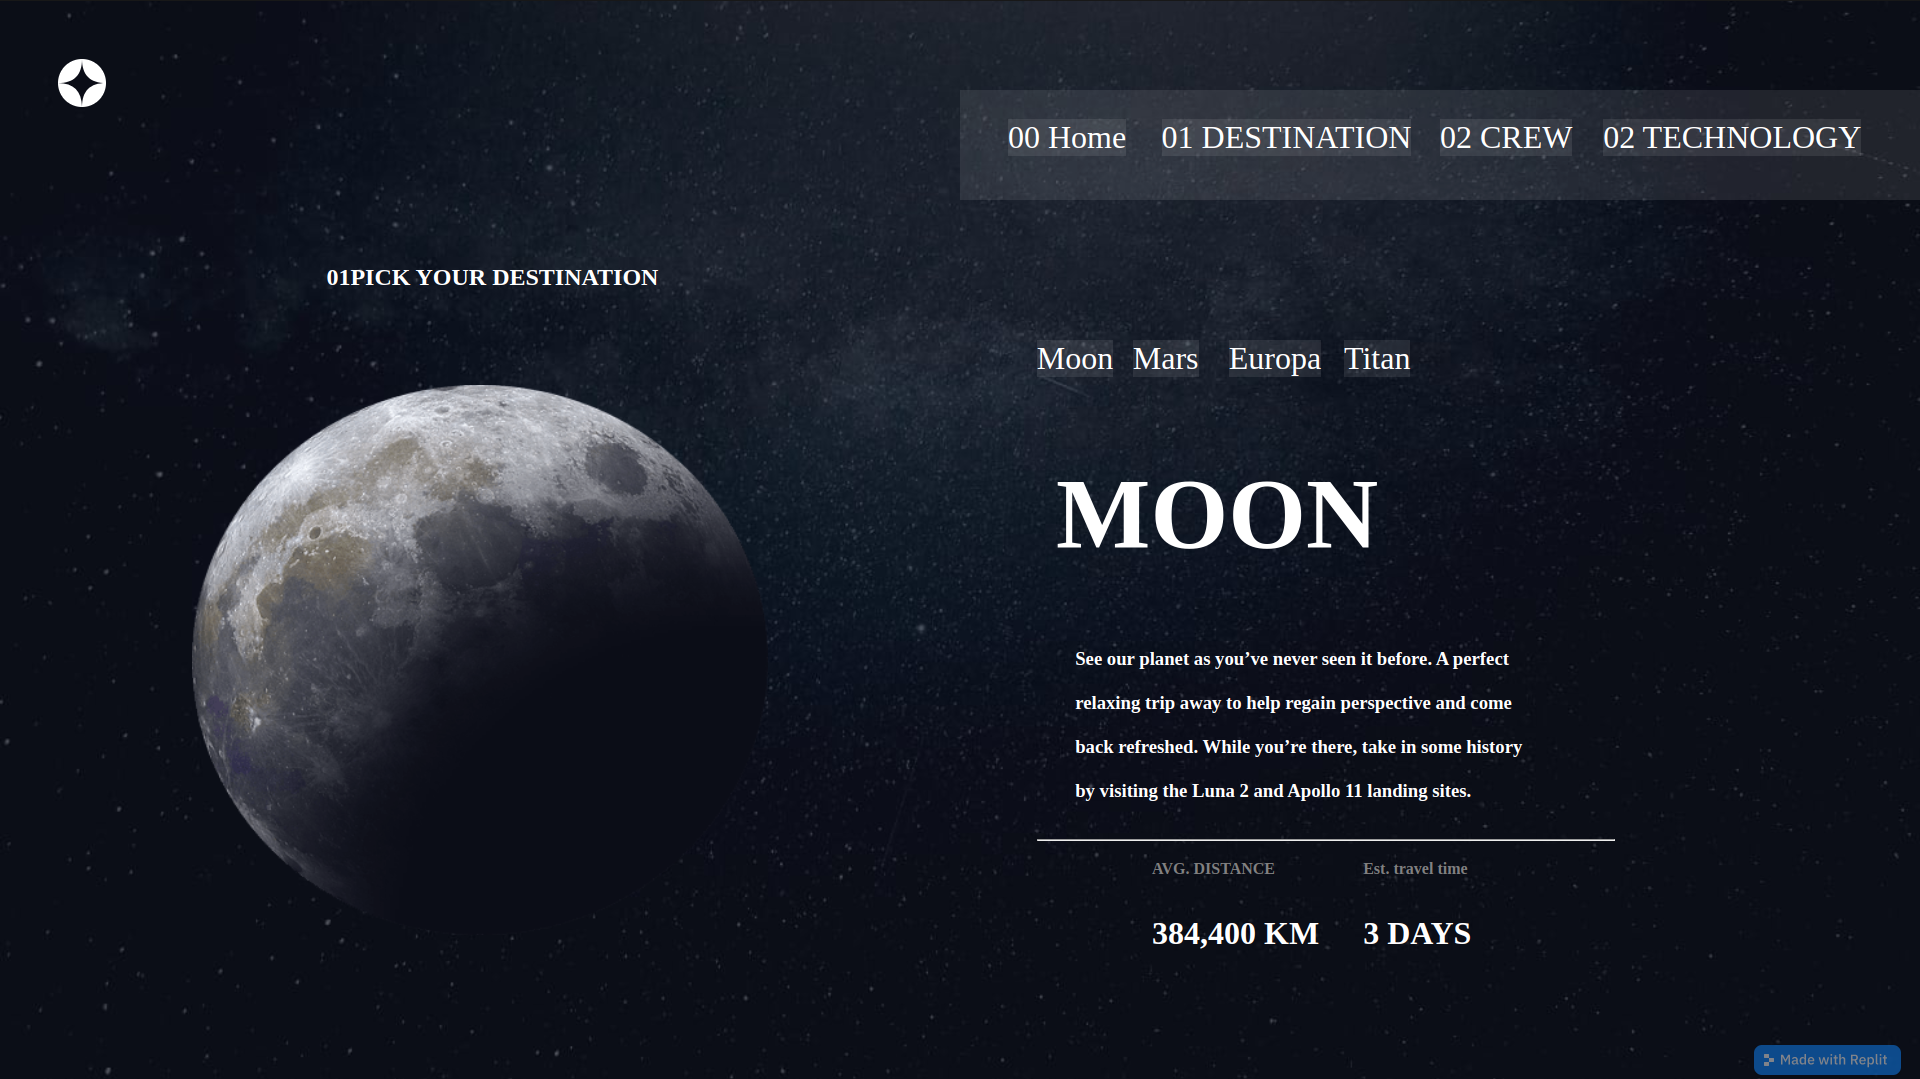 00 Home 01 DESTINATION 02 CREW 02 TECHNOLOGY
01PICK YOUR DESTINATION
Moon Mars Europa Titan
MOON
See our planet as you’ve never seen it before. A perfect
relaxing trip away to help regain perspective and come
back refreshed. While you’re there, take in some history
by visiting the Luna 2 and Apollo 11 landing sites.
AVG. DISTANCE Est. travel time
384,400 KM 3 DAYS
Made with Replit